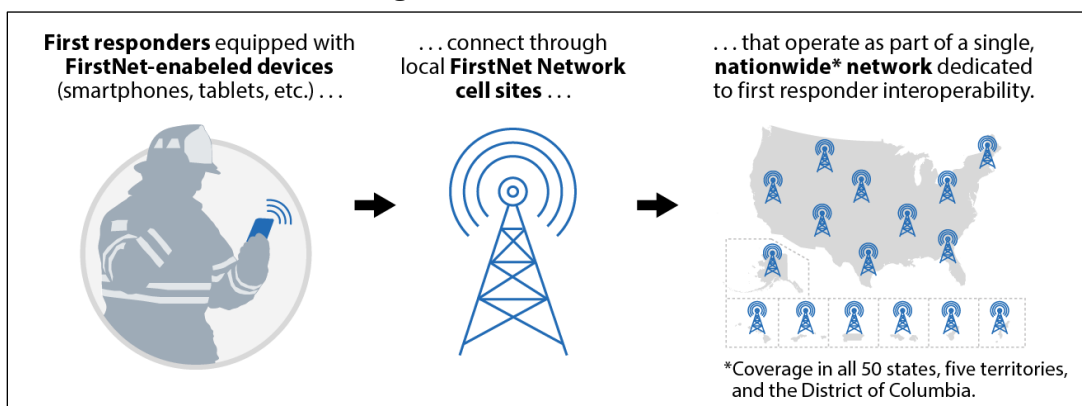 First responders equipped with
FirstNet-enabeled devices
(smartphones, tablets, etc.) . . .
. . . connect through
local FirstNet Network
cell sites . . .
. . . that operate as part of a single,
nationwide* network dedicated
to first responder interoperability.
*Coverage in all 50 states, five territories,
and the District of Columbia.